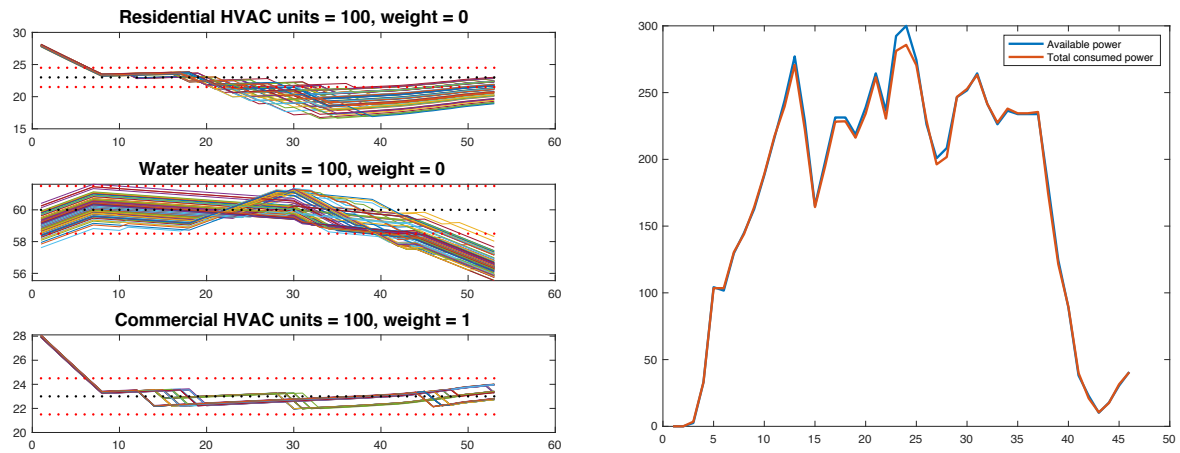 Residential HVAC units = 100, weight = 0
30
25
20
15
0 10 20 30 40 50 60
Water heater units = 100, weight = 0
60
58
56
0 10 20 30 40 50 60
Commercial HVAC units = 100, weight = 1
28
26
24
22
20
0 10 20 30 40 50 60
300
250
200
150
100
50
0
0 5 10 15 20 25 30 35 40 45 50
Available power
Total consumed power